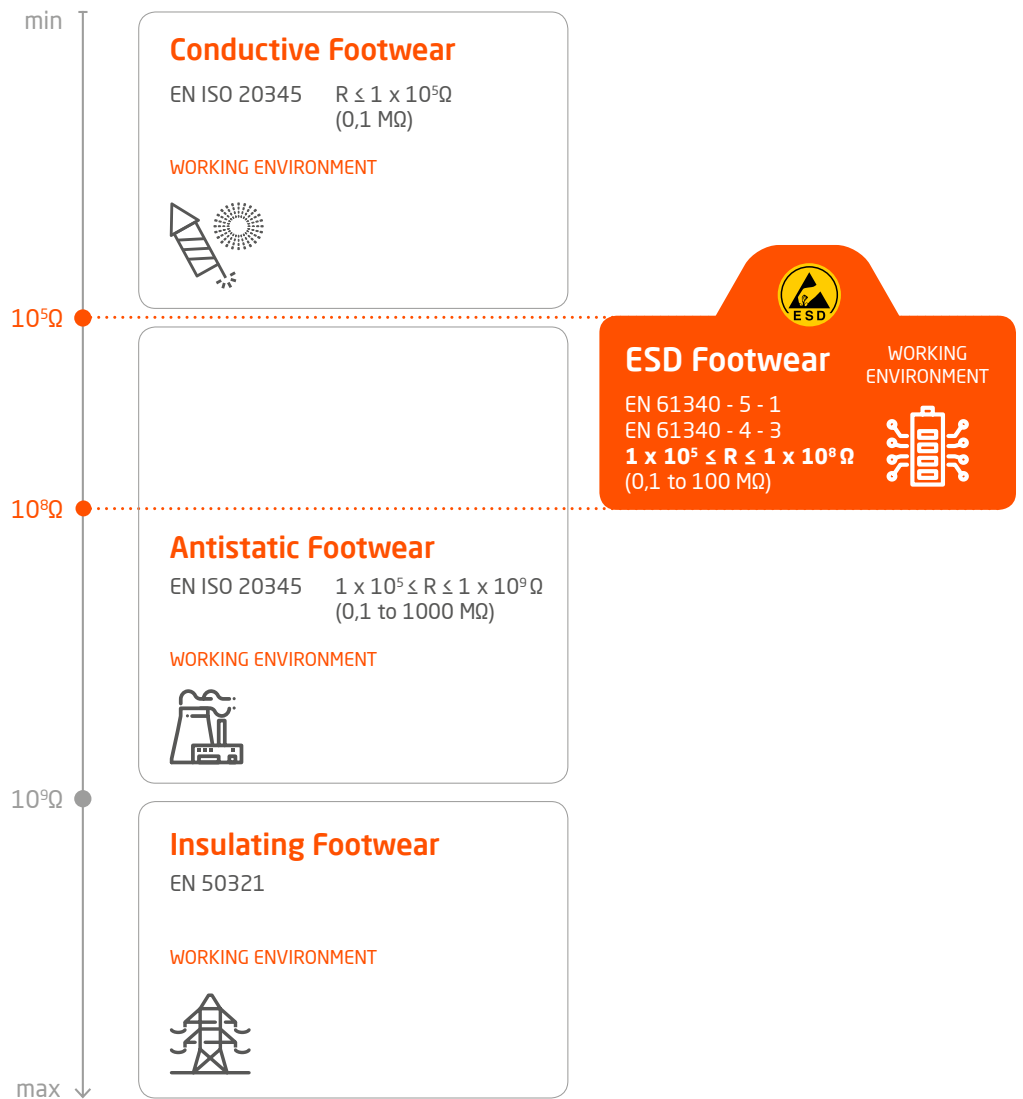 min
Conductive Footwear
EN ISO 20345 R ≤ 1 x 10⁵Ω
(0,1 MΩ)
WORKING ENVIRONMENT
10⁵Ω
ESD
ESD Footwear
WORKING
ENVIRONMENT
EN 61340 - 5 - 1
EN 61340 - 4 - 3
1 x 10⁵ ≤ R ≤ 1 x 10⁸ Ω
(0,1 to 100 MΩ)
10⁸Ω
Antistatic Footwear
EN ISO 20345 1 x 10⁵ ≤ R ≤ 1 x 10⁹ Ω
(0,1 to 1000 MΩ)
WORKING ENVIRONMENT
10⁹Ω
Insulating Footwear
EN 50321
WORKING ENVIRONMENT
max